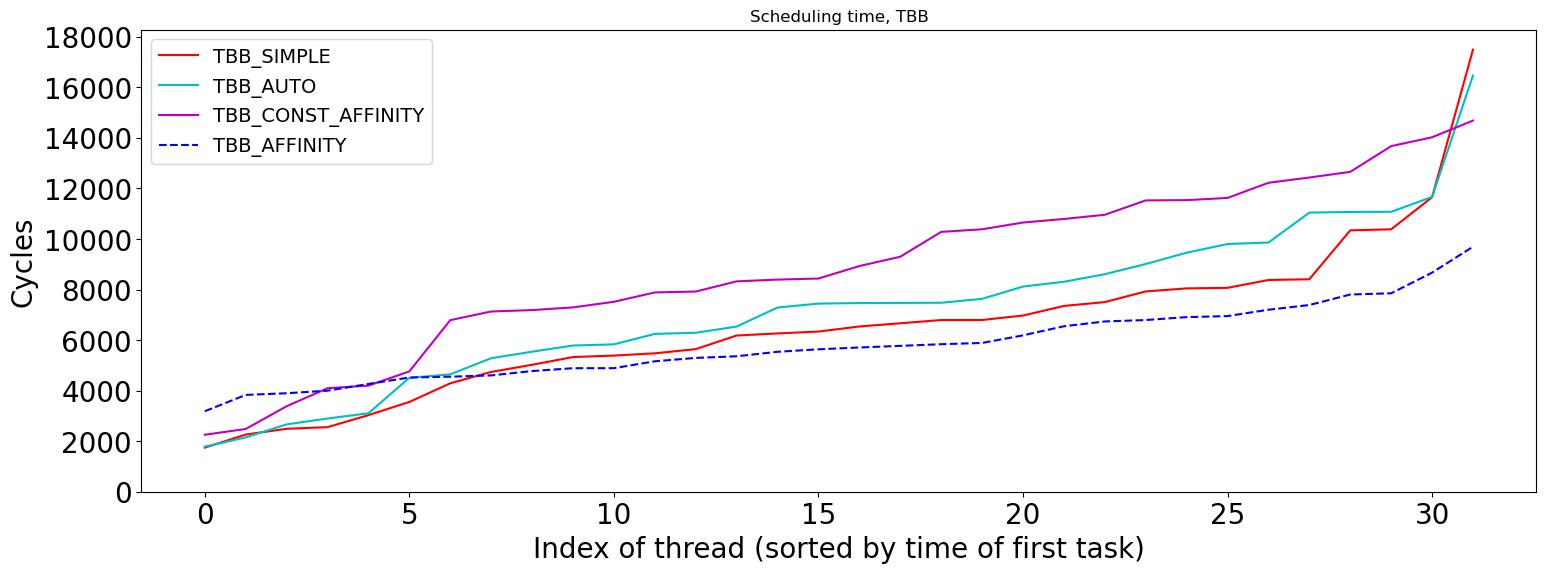 Scheduling time, TBB
18000
16000
14000
12000
10000
8000
6000
4000
2000
0
Cycles
TBB_SIMPLE
TBB_AUTO
TBB_CONST_AFFINITY
TBB_AFFINITY
0 5 10 15 20 25 30
Index of thread (sorted by time of first task)